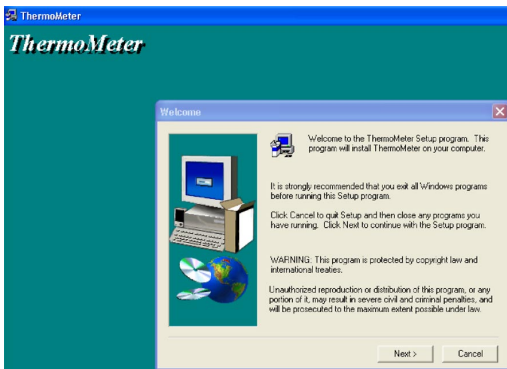 ThermoMeter
ThermoMeter
Welcome
Welcome to the ThermoMeter Setup program. This
program will install ThermoMeter on your computer.
It is strongly recommended that you exit all Windows programs
before running this Setup program.
Click Cancel to quit Setup and then close any programs you
have running. Click Next to continue with the Setup program.
WARNING: This program is protected by copyright law and
international treaties.
Unauthorized reproduction or distribution of this program, or any
portion of it, may result in severe civil and criminal penalties, and
will be prosecuted to the maximum extent possible under law.
Next >
Cancel